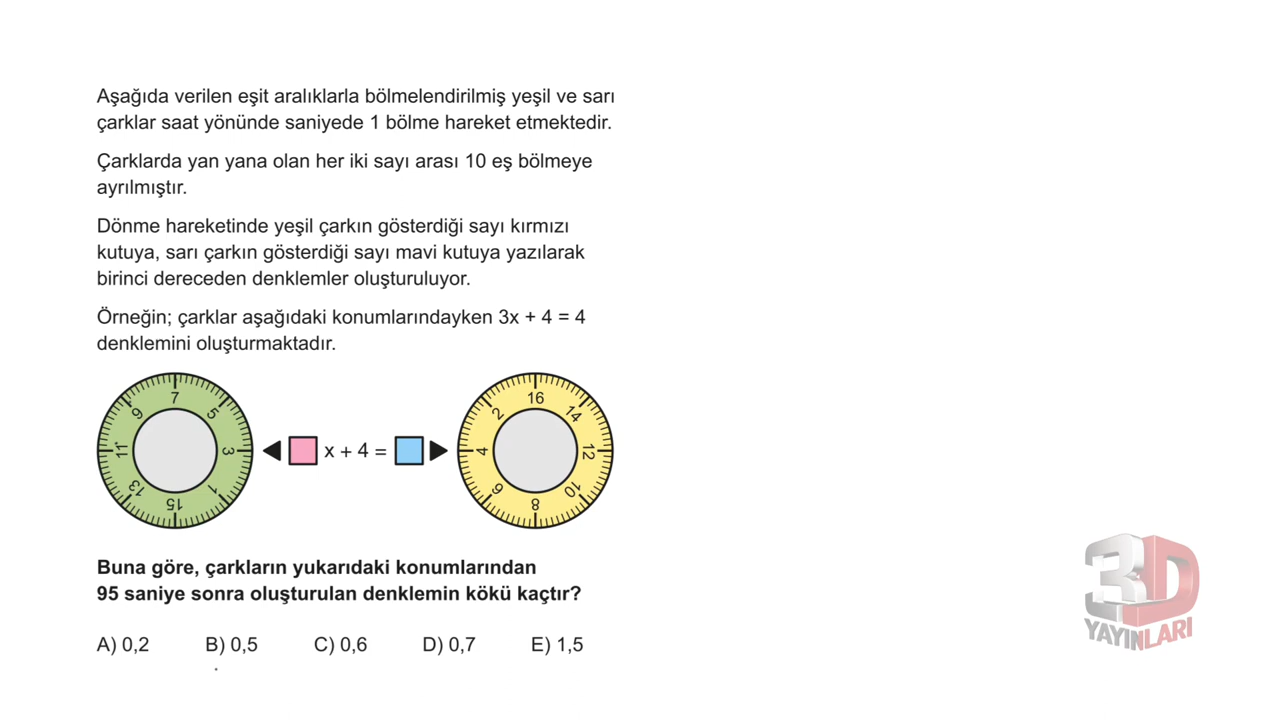 Aşağıda verilen eşit aralıklarla bölmelendirilmiş yeşil ve sarı
çarklar saat yönünde saniyede 1 bölme hareket etmektedir.
Çarklarda yan yana olan her iki sayı arası 10 eş bölmeye
ayrılmıştır.
Dönme hareketinde yeşil çarkın gösterdiği sayı kırmızı
kutuya, sarı çarkın gösterdiği sayı mavi kutuya yazılarak
birinci dereceden denklemler oluşturuluyor.
Örneğin; çarklar aşağıdaki konumlarındayken 3x + 4 = 4
denklemini oluşturmaktadır.
7
5
3
1
15
13
11
9
x + 4 =
16
14
12
10
8
6
4
2
Buna göre, çarkların yukarıdaki konumlarından
95 saniye sonra oluşturulan denklemin kökü kaçtır?
A) 0,2 B) 0,5 C) 0,6 D) 0,7 E) 1,5
3D
YAYINLARI